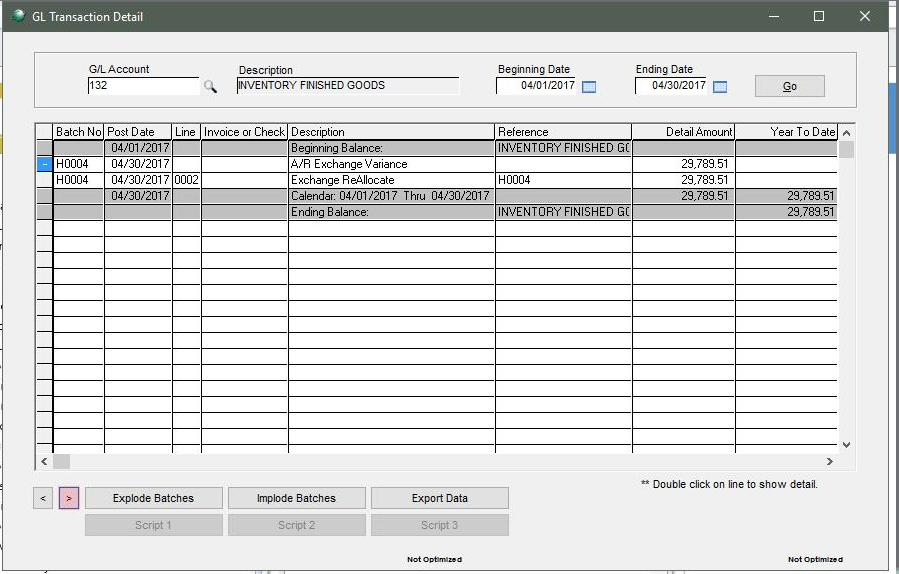 GL Transaction Detail
G/L Account Description Beginning Date Ending Date
132 INVENTORY FINISHED GOODS 04/01/2017 04/30/2017 Go
Batch No Post Date Line Invoice or Check Description Reference Detail Amount Year To Date
04/01/2017 Beginning Balance: INVENTORY FINISHED GO
- H0004 04/30/2017 A/R Exchange Variance 29,789.51
H0004 04/30/2017 0002 Exchange ReAllocate H0004 29,789.51
04/30/2017 Calendar: 04/01/2017 Thru 04/30/2017 29,789.51 29,789.51
Ending Balance: INVENTORY FINISHED GO 29,789.51
** Double click on line to show detail.
< > Explode Batches Implode Batches Export Data
Script 1 Script 2 Script 3
Not Optimized Not Optimized